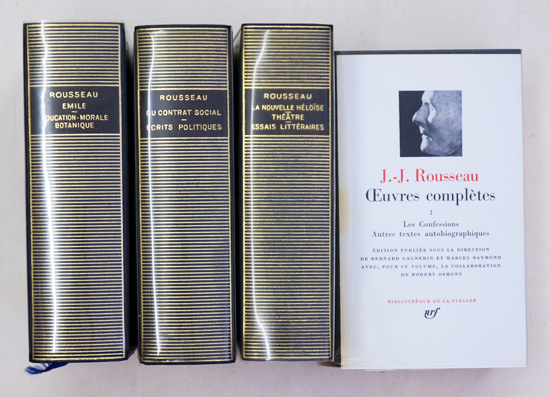 ROUSSEAU
EMILE
ÉDUCATION-MORALE
BOTANIQUE
ROUSSEAU
DU CONTRAT SOCIAL
ÉCRITS POLITIQUES
ROUSSEAU
LA NOUVELLE HÉLOÏSE
THÉÂTRE
ESSAIS LITTÉRAIRES
J.-J. Rousseau
Œuvres complètes
I
Les Confessions
Autres textes autobiographiques
ÉDITION PUBLIÉE SOUS LA DIRECTION
DE BERNARD GAGNEBIN ET MARCEL RAYMOND
AVEC, POUR CE VOLUME, LA COLLABORATION
DE ROBERT OSMONT
BIBLIOTHÈQUE DE LA PLÉIADE
nrf